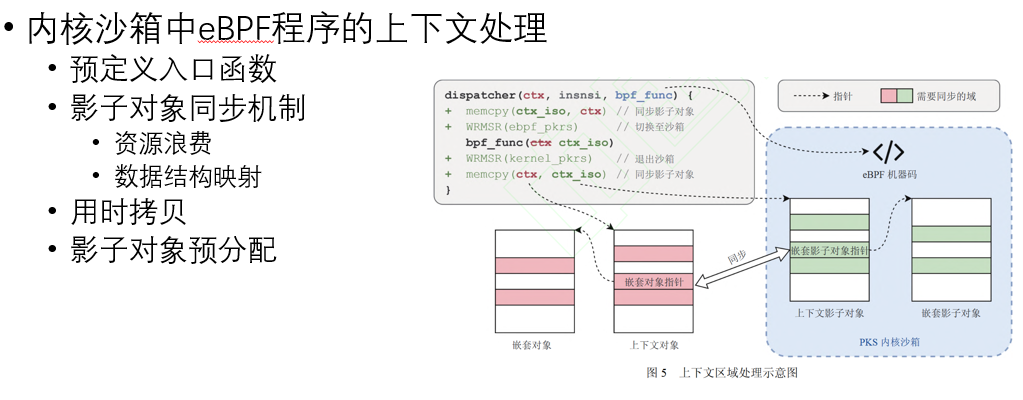 • 内核沙箱中eBPF程序的上下文处理
• 预定义入口函数
• 影子对象同步机制
• 资源浪费
• 数据结构映射
• 用时拷贝
• 影子对象预分配
dispatcher(ctx, insnsi, bpf_func) {
+ memcpy(ctx_iso, ctx) // 同步影子对象
+ WRMSR(ebpf_pkrs) // 切换至沙箱
bpf_func(ctx ctx_iso)
+ WRMSR(kernel_pkrs) // 退出沙箱
+ memcpy(ctx, ctx_iso) // 同步影子对象
}
指针
需要同步的域
</>
eBPF 机器码
嵌套对象指针
同步
嵌套影子对象指针
嵌套对象
上下文对象
上下文影子对象
嵌套影子对象
PKS 内核沙箱
图 5 上下文区域处理示意图